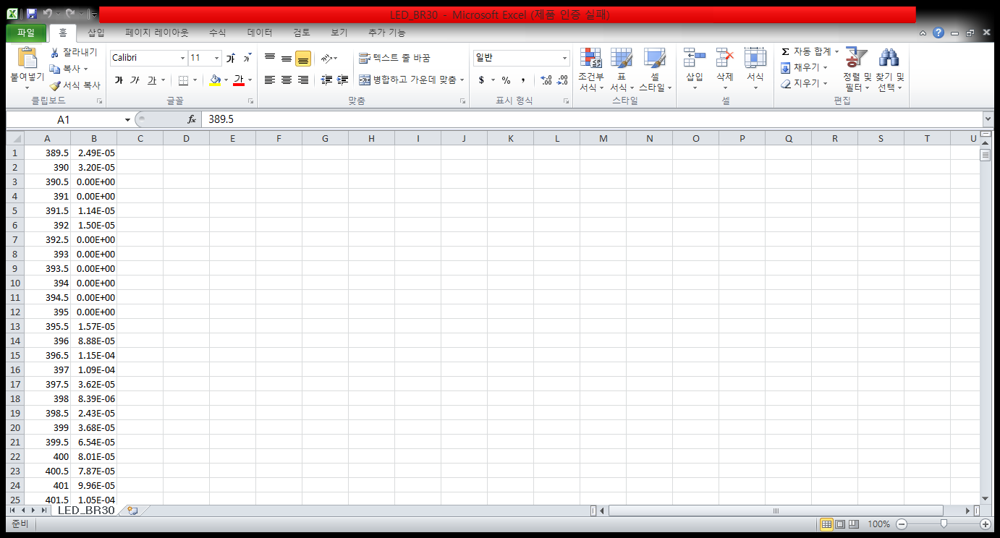 LED_BR30 - Microsoft Excel (제품 인증 실패)
파일 홈 삽입 페이지 레이아웃 수식 데이터 검토 보기 추가 기능
붙여넣기
잘라내기
복사
서식 복사
클립보드
Calibri 11
가 가 가 가
글꼴
텍스트 줄 바꿈
병합하고 가운데 맞춤
맞춤
일반
$ % ,
표시 형식
조건부 서식
표 서식
셀 스타일
스타일
삽입 삭제 서식
셀
Σ 자동 합계
채우기
지우기
정렬 및 필터
찾기 및 선택
편집
A1 fx 389.5
A B C D E F G H I J K L M N O P Q R S T U
1 389.5 2.49E-05
2 390 3.20E-05
3 390.5 0.00E+00
4 391 0.00E+00
5 391.5 1.14E-05
6 392 1.50E-05
7 392.5 0.00E+00
8 393 0.00E+00
9 393.5 0.00E+00
10 394 0.00E+00
11 394.5 0.00E+00
12 395 0.00E+00
13 395.5 1.57E-05
14 396 8.88E-05
15 396.5 1.15E-04
16 397 1.09E-04
17 397.5 3.62E-05
18 398 8.39E-06
19 398.5 2.43E-05
20 399 3.68E-05
21 399.5 6.54E-05
22 400 8.01E-05
23 400.5 7.87E-05
24 401 9.96E-05
25 401.5 1.05E-04
LED_BR30
준비 100%